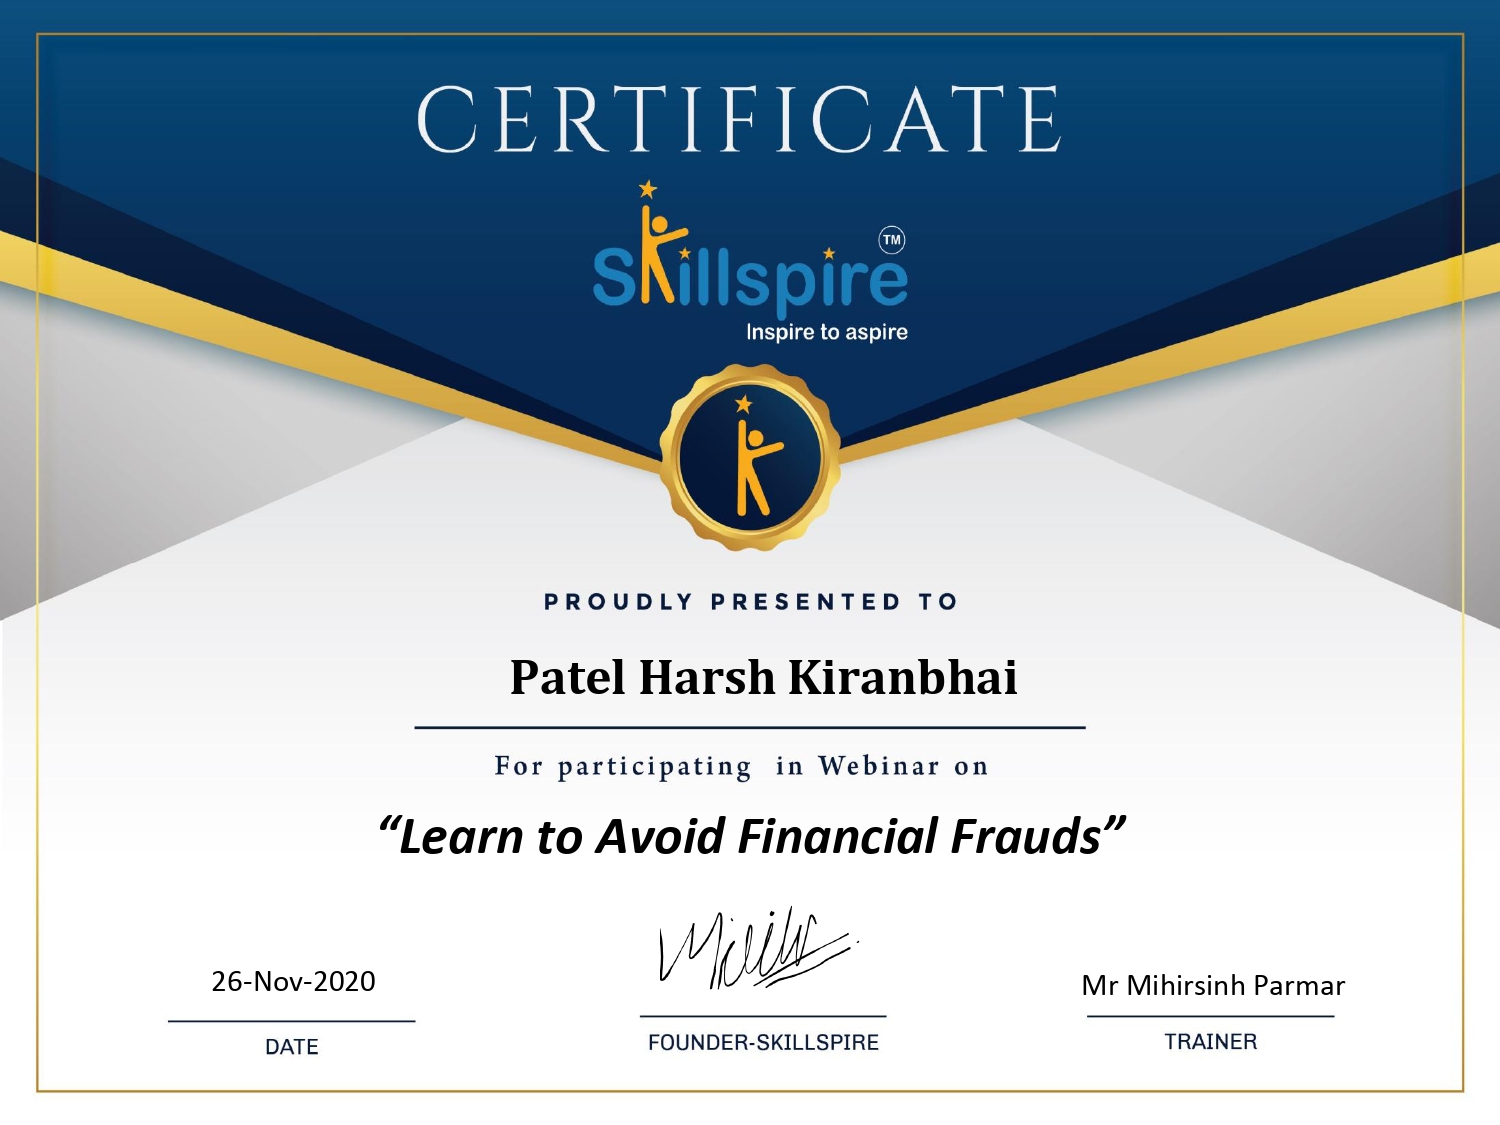 CERTIFICATE
Skillspire
TM
Inspire to aspire
PROUDLY PRESENTED TO
Patel Harsh Kiranbhai
For participating in Webinar on
“Learn to Avoid Financial Frauds”
26-Nov-2020
DATE
FOUNDER-SKILLSPIRE
Mr Mihirsinh Parmar
TRAINER